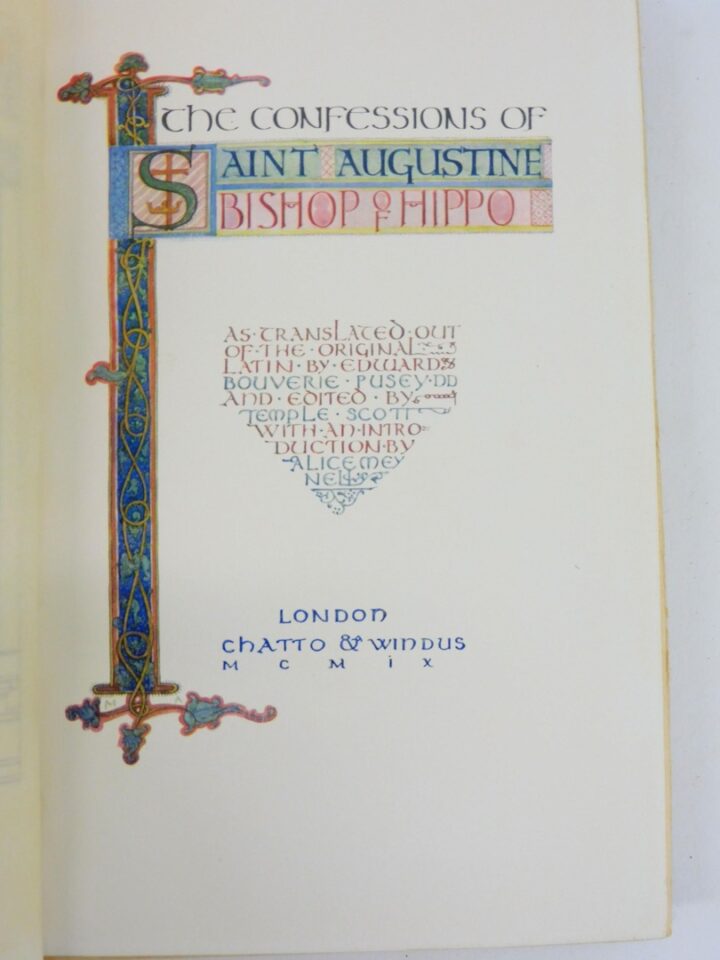 THE CONFESSIONS OF
SAINT AUGUSTINE
BISHOP OF HIPPO
AS·TRANSLATED·OUT
OF·THE·ORIGINAL
LATIN·BY·EDWARD
BOUVERIE·PUSEY·DD
AND·EDITED·BY
TEMPLE·SCOTT
WITH·AN·INTRO
DUCTION·BY
ALICE MEY
NELL
LONDON
CHATTO & WINDUS
MCMIX
M A